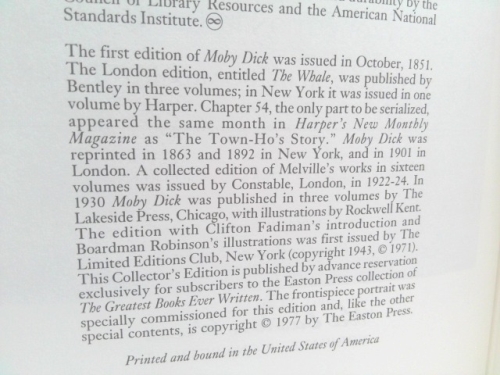 Council of Library Resources and the American National
Standards Institute. ♾
The first edition of Moby Dick was issued in October, 1851.
The London edition, entitled The Whale, was published by
Bentley in three volumes; in New York it was issued in one
volume by Harper. Chapter 54, the only part to be serialized,
appeared the same month in Harper's New Monthly
Magazine as "The Town-Ho's Story." Moby Dick was
reprinted in 1863 and 1892 in New York, and in 1901 in
London. A collected edition of Melville's works in sixteen
volumes was issued by Constable, London, in 1922-24. In
1930 Moby Dick was published in three volumes by The
Lakeside Press, Chicago, with illustrations by Rockwell Kent.
The edition with Clifton Fadiman's introduction and
Boardman Robinson's illustrations was first issued by The
Limited Editions Club, New York (copyright 1943, © 1971).
This Collector's Edition is published by advance reservation
exclusively for subscribers to the Easton Press collection of
The Greatest Books Ever Written. The frontispiece portrait was
specially commissioned for this edition and, like the other
special contents, is copyright © 1977 by The Easton Press.
Printed and bound in the United States of America